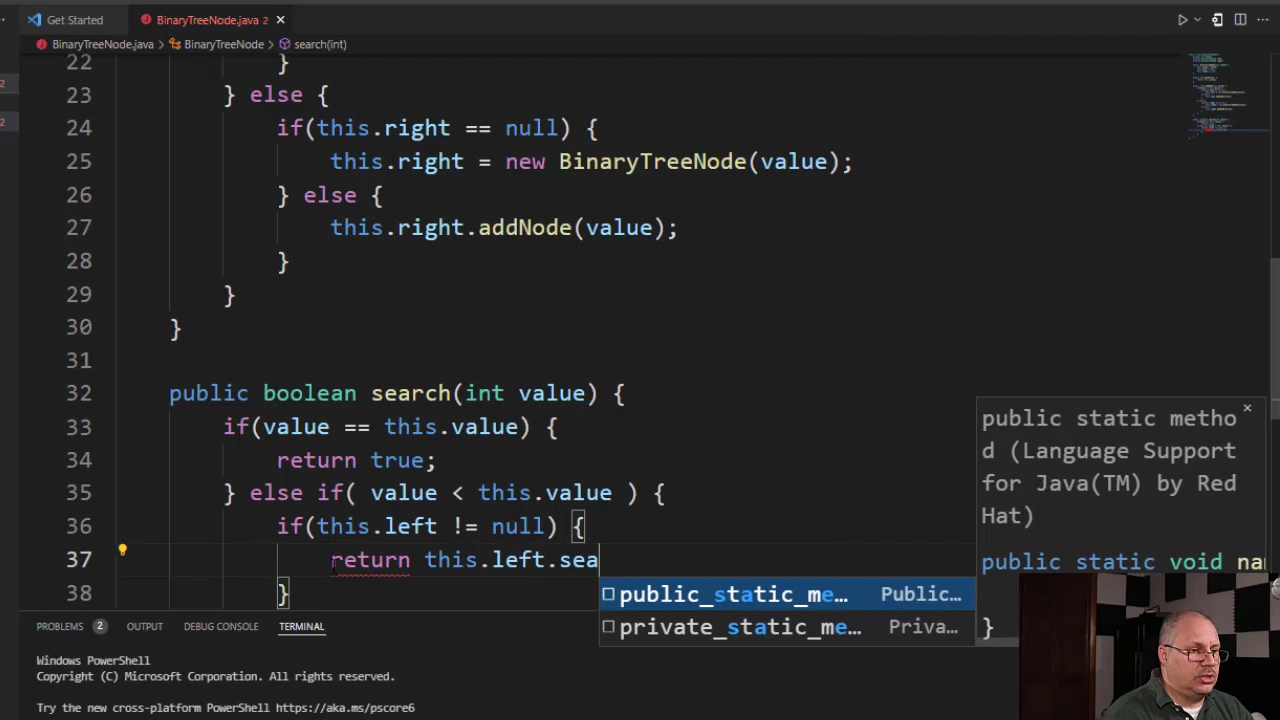 Get Started
BinaryTreeNode.java 2
BinaryTreeNode.java > BinaryTreeNode > search(int)
2
2
22 }
23 } else {
24 if(this.right == null) {
25 this.right = new BinaryTreeNode(value);
26 } else {
27 this.right.addNode(value);
28 }
29 }
30 }
31
32 public boolean search(int value) {
33 if(value == this.value) {
34 return true;
35 } else if( value < this.value ) {
36 if(this.left != null) {
37 return this.left.sea
38 }
public_static_me… Public…
private_static_me… Priva…
public static metho
d (Language Support
for Java(TM) by Red
Hat)
public static void na
}
PROBLEMS 2 OUTPUT DEBUG CONSOLE TERMINAL
Windows PowerShell
Copyright (C) Microsoft Corporation. All rights reserved.
Try the new cross-platform PowerShell https://aka.ms/pscore6